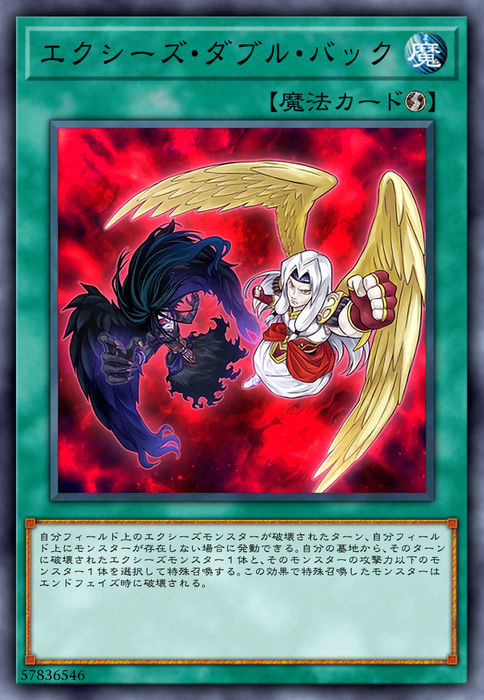 エクシーズ・ダブル・バック
魔
【魔法カード】
自分フィールド上のエクシーズモンスターが破壊されたターン、自分フィール
ド上にモンスターが存在しない場合に発動できる。自分の墓地から、そのターン
に破壊されたエクシーズモンスター１体と、そのモンスターの攻撃力以下のモ
ンスター１体を選択して特殊召喚する。この効果で特殊召喚したモンスターは
エンドフェイズ時に破壊される。
57836546